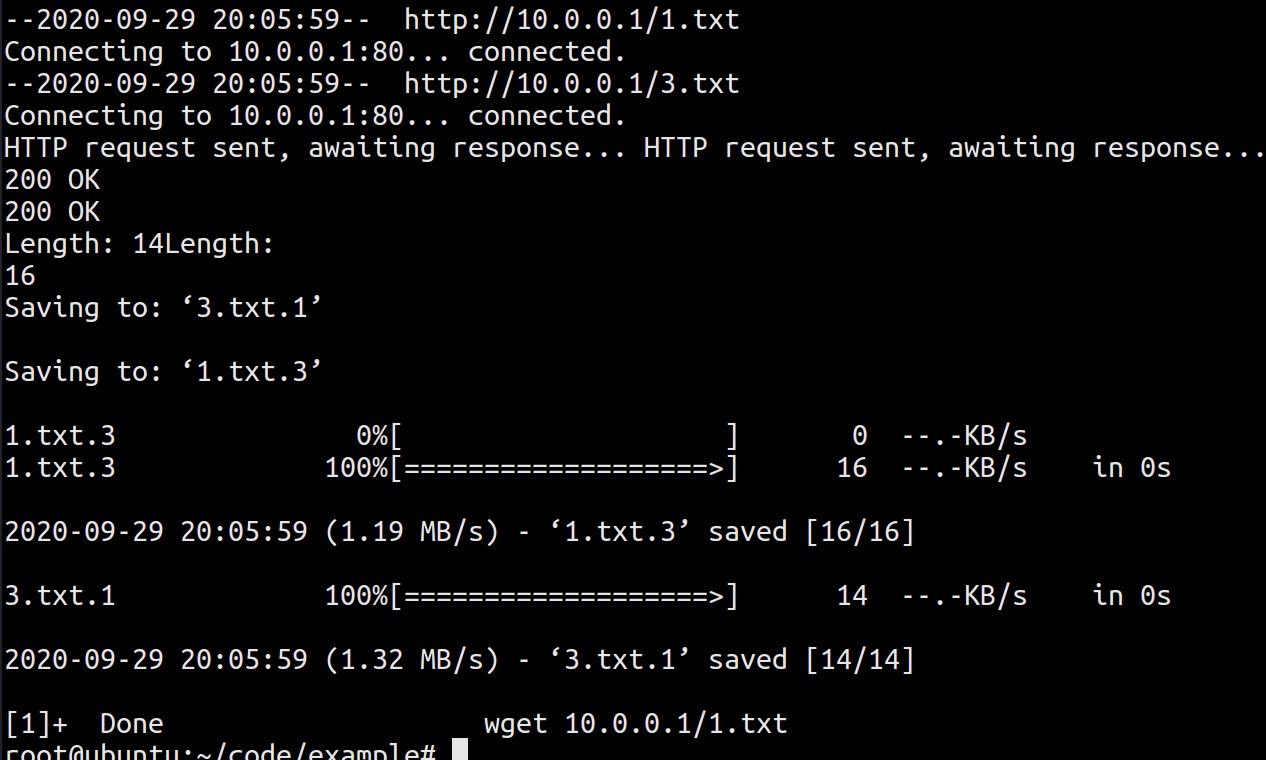 --2020-09-29 20:05:59--  http://10.0.0.1/1.txt
Connecting to 10.0.0.1:80... connected.
--2020-09-29 20:05:59--  http://10.0.0.1/3.txt
Connecting to 10.0.0.1:80... connected.
HTTP request sent, awaiting response... HTTP request sent, awaiting response...
200 OK
200 OK
Length: 14Length:
16
Saving to: ‘3.txt.1’
Saving to: ‘1.txt.3’
1.txt.3               0%[                    ]       0  --.-KB/s
1.txt.3             100%[===================>]      16  --.-KB/s    in 0s
2020-09-29 20:05:59 (1.19 MB/s) - ‘1.txt.3’ saved [16/16]
3.txt.1             100%[===================>]      14  --.-KB/s    in 0s
2020-09-29 20:05:59 (1.32 MB/s) - ‘3.txt.1’ saved [14/14]
[1]+  Done                    wget 10.0.0.1/1.txt
root@ubuntu:~/code/example#